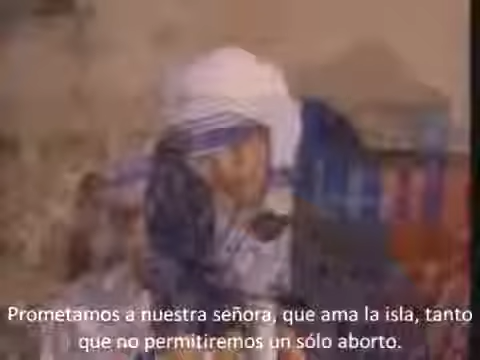 Prometamos a nuestra señora, que ama la isla, tanto
que no permitiremos un sólo aborto.